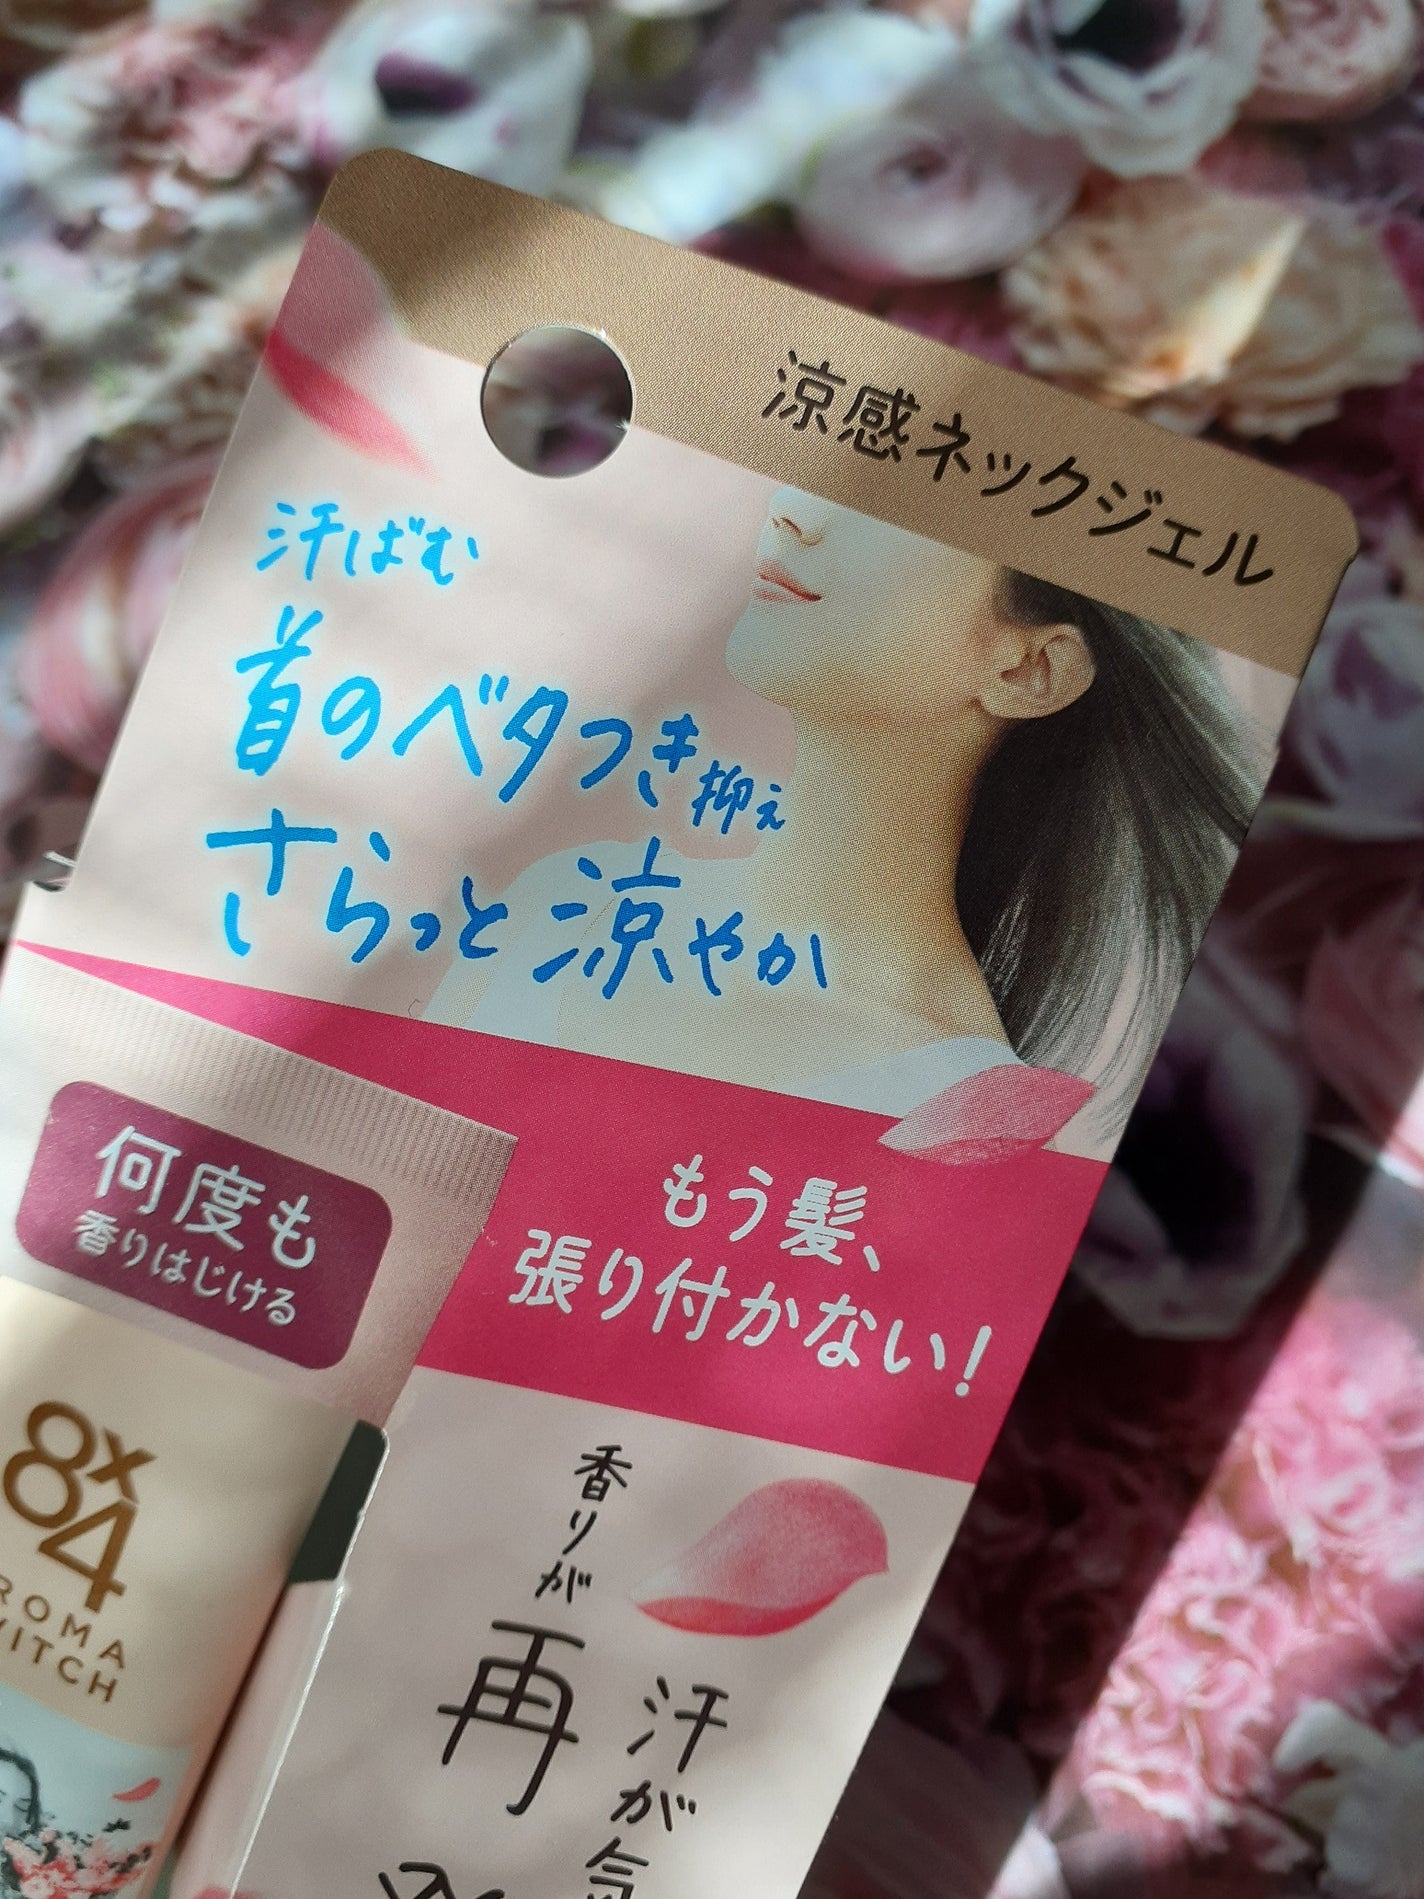 涼感ネックジェル
汗ばむ
首のベタつき抑え
さらっと涼やか
何度も
香りはじける
もう髪、
張り付かない!
8x4
ROMA
WITCH
香りが
再
汗が気